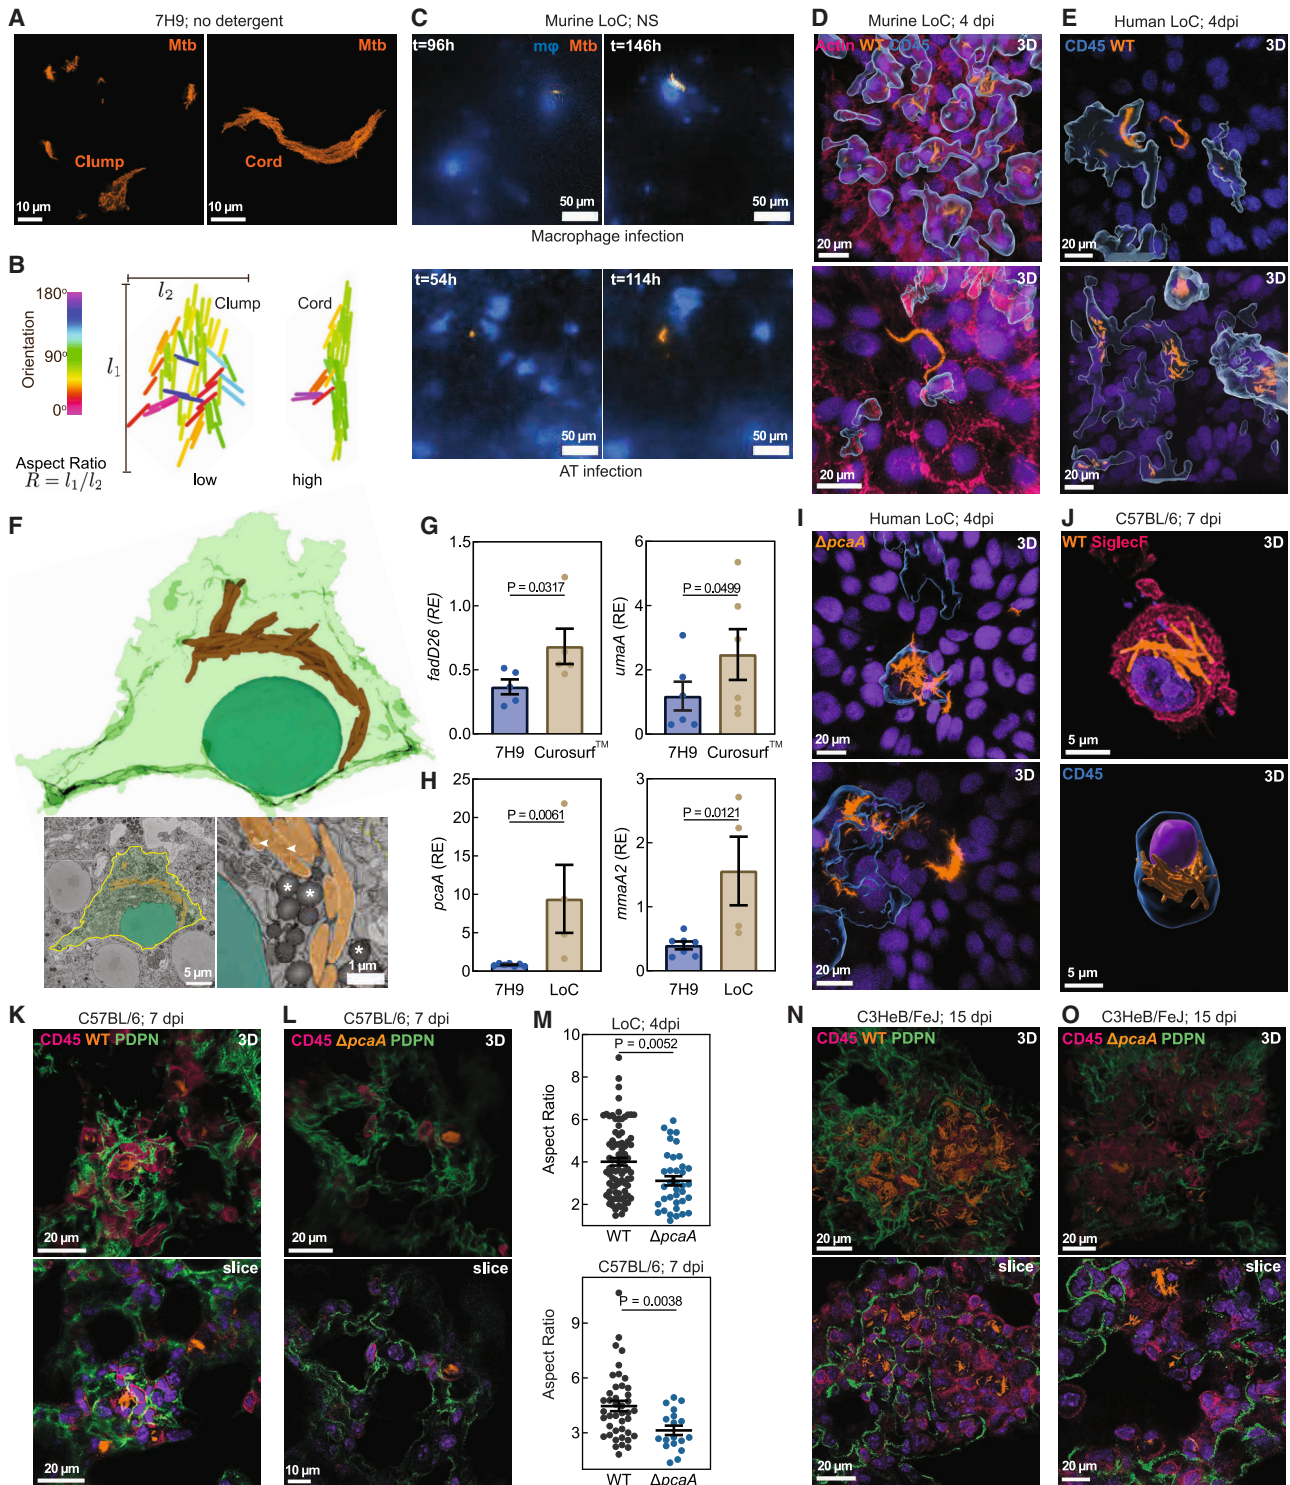 A
7H9; no detergent
Mtb
Mtb
Clump
Cord
10 µm
10 µm
B
180°
90°
0°
Orientation
l₂
l₁
Clump
Cord
Aspect Ratio
R = l₁/l₂
low
high
C
Murine LoC; NS
t=96h
mφ Mtb
t=146h
50 µm
50 µm
Macrophage infection
t=54h
t=114h
50 µm
50 µm
AT infection
D
Murine LoC; 4 dpi
Actin WT CD45
3D
20 µm
3D
20 µm
E
Human LoC; 4dpi
CD45 WT
3D
20 µm
3D
20 µm
F
5 µm
*
*
*
1 µm
G
fadD26 (RE)
1.5
1.0
0.5
0.0
P = 0.0317
7H9 Curosurf™
umaA (RE)
6
4
2
0
P = 0.0499
7H9 Curosurf™
H
pcaA (RE)
25
20
15
10
5
0
P = 0.0061
7H9 LoC
mmaA2 (RE)
3
2
1
0
P = 0.0121
7H9 LoC
I
Human LoC; 4dpi
ΔpcaA
3D
20 µm
3D
20 µm
J
C57BL/6; 7 dpi
WT SiglecF
3D
5 µm
CD45
3D
5 µm
K
C57BL/6; 7 dpi
CD45 WT PDPN
3D
20 µm
slice
20 µm
L
C57BL/6; 7 dpi
CD45 ΔpcaA PDPN
3D
20 µm
slice
10 µm
M
LoC; 4dpi
Aspect Ratio
10
8
6
4
2
P = 0.0052
WT ΔpcaA
C57BL/6; 7 dpi
Aspect Ratio
9
6
3
P = 0.0038
WT ΔpcaA
N
C3HeB/FeJ; 15 dpi
CD45 WT PDPN
3D
20 µm
slice
20 µm
O
C3HeB/FeJ; 15 dpi
CD45 ΔpcaA PDPN
3D
20 µm
slice
20 µm